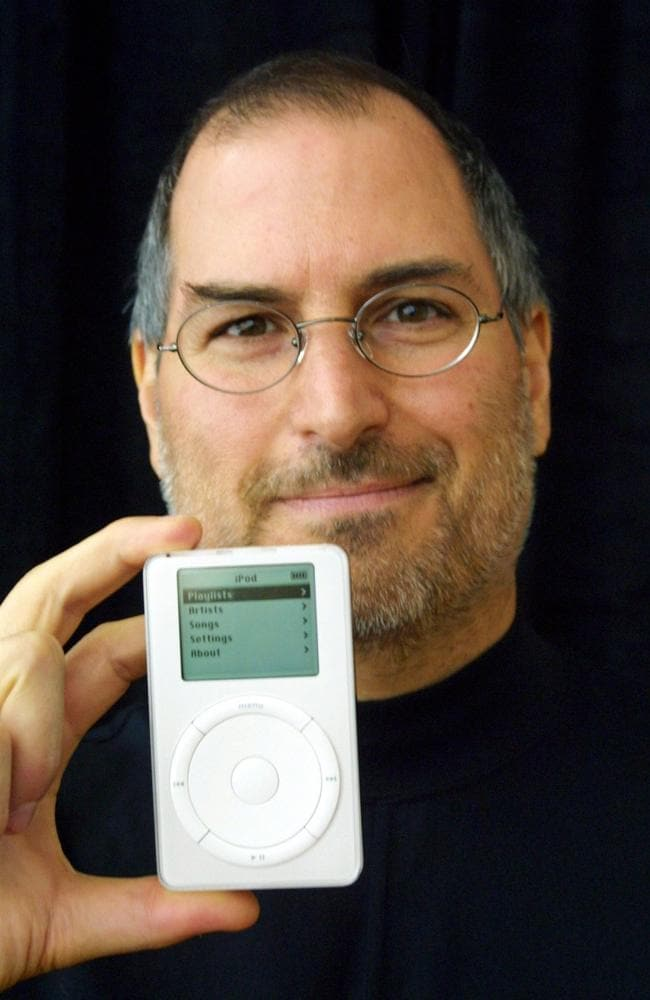 iPod
Playlists >
Artists >
Songs >
Settings >
About >
menu